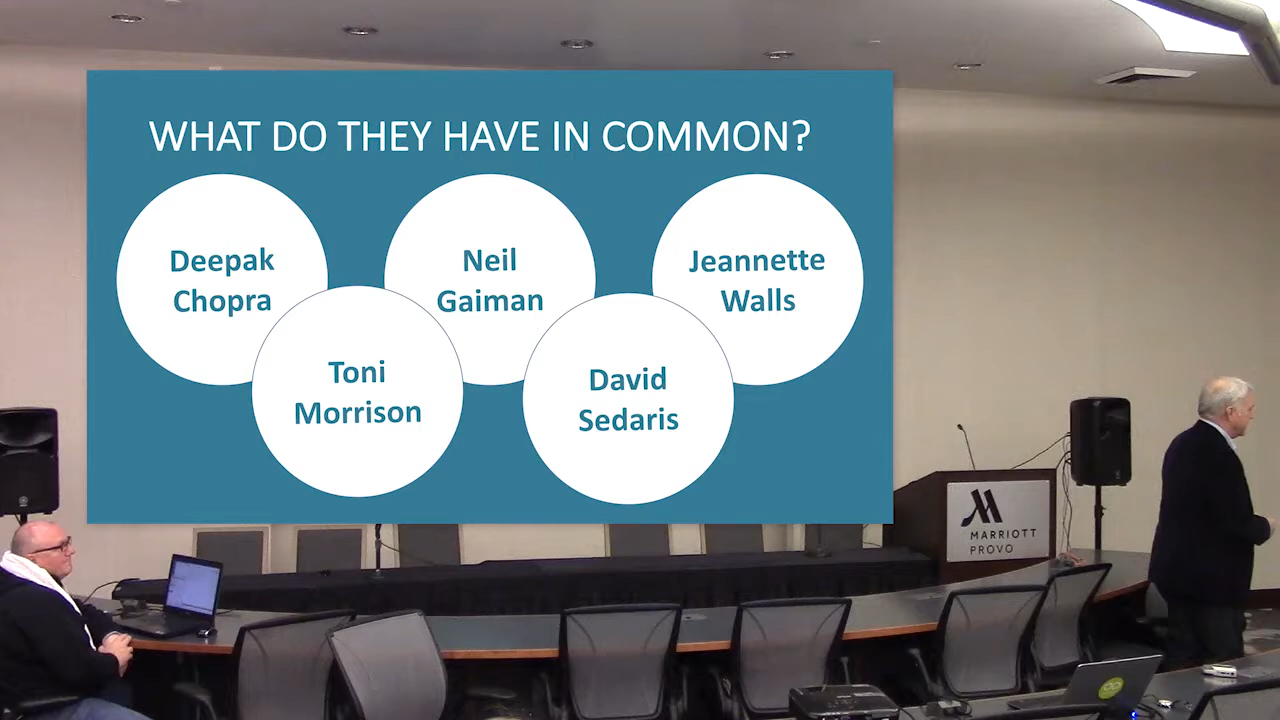 WHAT DO THEY HAVE IN COMMON?
Deepak
Chopra
Neil
Gaiman
Jeannette
Walls
Toni
Morrison
David
Sedaris
MARRIOTT
PROVO